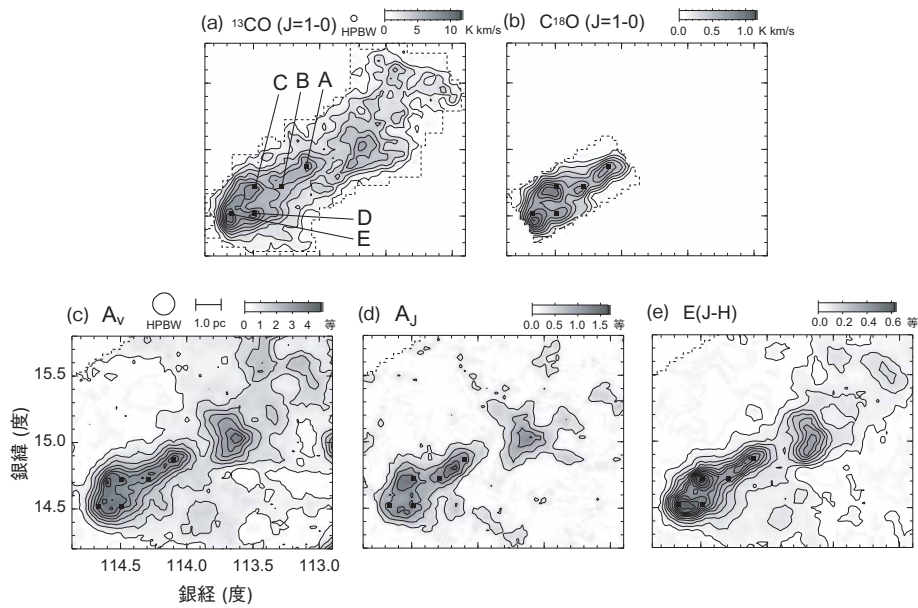 (a) ¹³CO (J=1-0)
HPBW
0 5 10 K km/s
(b) C¹⁸O (J=1-0)
0.0 0.5 1.0 K km/s
C B A
D
E
(c) Aᵥ
HPBW
1.0 pc
0 1 2 3 4 等
(d) A_J
0.0 0.5 1.0 1.5 等
(e) E(J-H)
0.0 0.2 0.4 0.6 等
15.5
15.0
14.5
銀緯 (度)
114.5 114.0 113.5 113.0
銀経 (度)